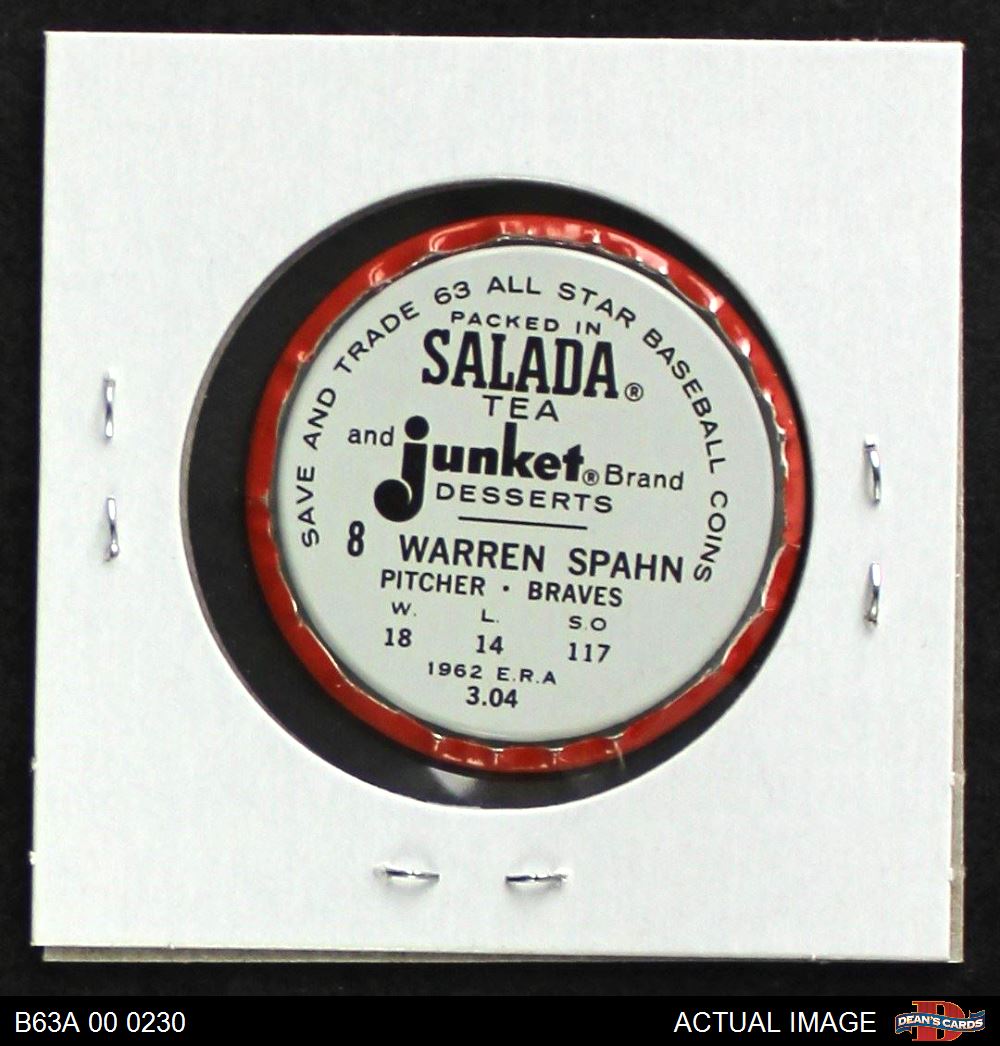 SAVE AND TRADE 63 ALL STAR BASEBALL COINS
PACKED IN
SALADA®
TEA
and junket® Brand
DESSERTS
8 WARREN SPAHN
PITCHER · BRAVES
W. L. S.O
18 14 117
1962 E.R.A
3.04
B63A 00 0230
ACTUAL IMAGE
D
DEAN'S CARDS